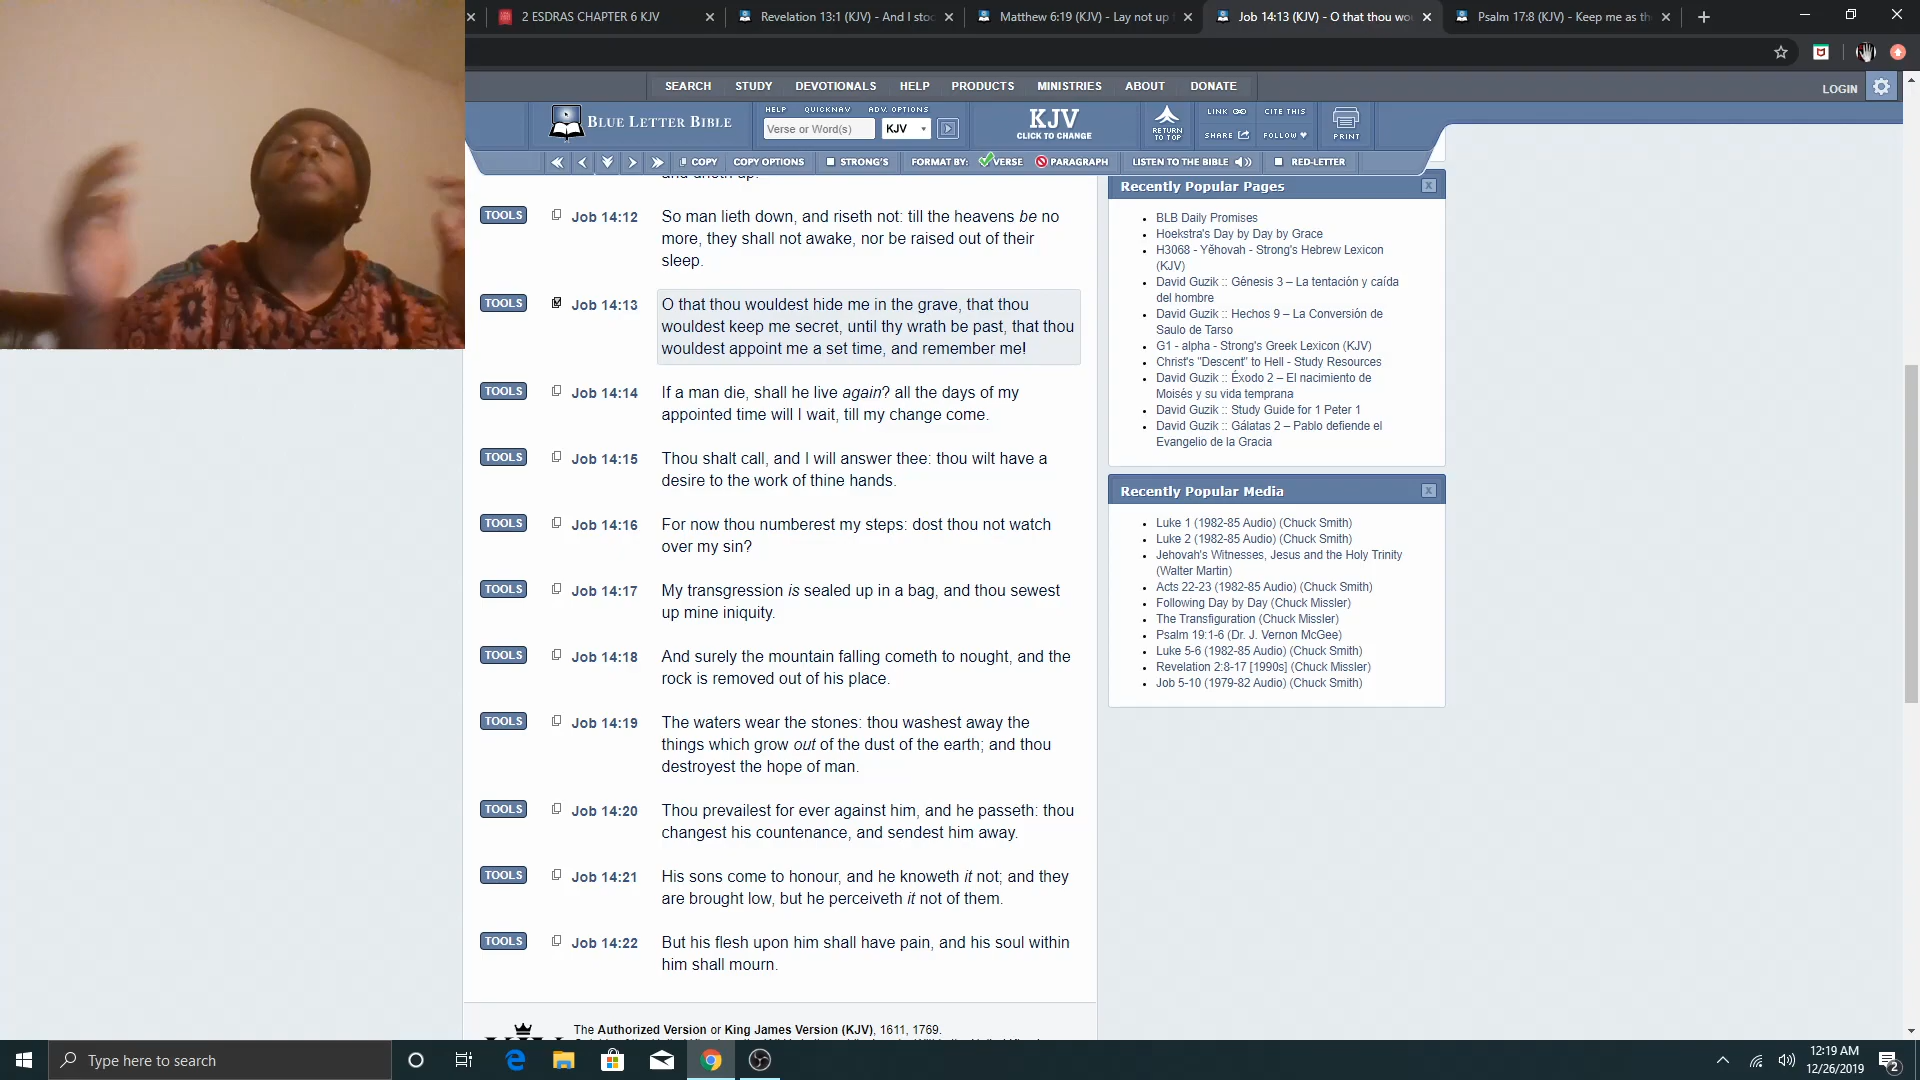 2 ESDRAS CHAPTER 6 KJV
Revelation 13:1 (KJV) - And I stoo
Matthew 6:19 (KJV) - Lay not up
Job 14:13 (KJV) - O that thou wou
Psalm 17:8 (KJV) - Keep me as th
SEARCH STUDY DEVOTIONALS HELP PRODUCTS MINISTRIES ABOUT DONATE
LOGIN
BLUE LETTER BIBLE
HELP QUICKNAV ADV. OPTIONS
Verse or Word(s)
KJV
KJV
CLICK TO CHANGE
RETURN
TO TOP
LINK
CITE THIS
SHARE
FOLLOW
PRINT
COPY COPY OPTIONS STRONG'S FORMAT BY: VERSE PARAGRAPH LISTEN TO THE BIBLE RED-LETTER
TOOLS Job 14:12 So man lieth down, and riseth not: till the heavens be no
more, they shall not awake, nor be raised out of their
sleep.
TOOLS Job 14:13 O that thou wouldest hide me in the grave, that thou
wouldest keep me secret, until thy wrath be past, that thou
wouldest appoint me a set time, and remember me!
TOOLS Job 14:14 If a man die, shall he live again? all the days of my
appointed time will I wait, till my change come.
TOOLS Job 14:15 Thou shalt call, and I will answer thee: thou wilt have a
desire to the work of thine hands.
TOOLS Job 14:16 For now thou numberest my steps: dost thou not watch
over my sin?
TOOLS Job 14:17 My transgression is sealed up in a bag, and thou sewest
up mine iniquity.
TOOLS Job 14:18 And surely the mountain falling cometh to nought, and the
rock is removed out of his place.
TOOLS Job 14:19 The waters wear the stones: thou washest away the
things which grow out of the dust of the earth; and thou
destroyest the hope of man.
TOOLS Job 14:20 Thou prevailest for ever against him, and he passeth: thou
changest his countenance, and sendest him away.
TOOLS Job 14:21 His sons come to honour, and he knoweth it not; and they
are brought low, but he perceiveth it not of them.
TOOLS Job 14:22 But his flesh upon him shall have pain, and his soul within
him shall mourn.
The Authorized Version or King James Version (KJV), 1611, 1769.
Recently Popular Pages
BLB Daily Promises
Hoekstra's Day by Day by Grace
H3068 - Yĕhovah - Strong's Hebrew Lexicon
(KJV)
David Guzik :: Génesis 3 – La tentación y caída
del hombre
David Guzik :: Hechos 9 – La Conversión de
Saulo de Tarso
G1 - alpha - Strong's Greek Lexicon (KJV)
Christ's "Descent" to Hell - Study Resources
David Guzik :: Éxodo 2 – El nacimiento de
Moisés y su vida temprana
David Guzik :: Study Guide for 1 Peter 1
David Guzik :: Gálatas 2 – Pablo defiende el
Evangelio de la Gracia
Recently Popular Media
Luke 1 (1982-85 Audio) (Chuck Smith)
Luke 2 (1982-85 Audio) (Chuck Smith)
Jehovah's Witnesses, Jesus and the Holy Trinity
(Walter Martin)
Acts 22-23 (1982-85 Audio) (Chuck Smith)
Following Day by Day (Chuck Missler)
The Transfiguration (Chuck Missler)
Psalm 19:1-6 (Dr. J. Vernon McGee)
Luke 5-6 (1982-85 Audio) (Chuck Smith)
Revelation 2:8-17 [1990s] (Chuck Missler)
Job 5-10 (1979-82 Audio) (Chuck Smith)
Type here to search
12:19 AM
12/26/2019
2